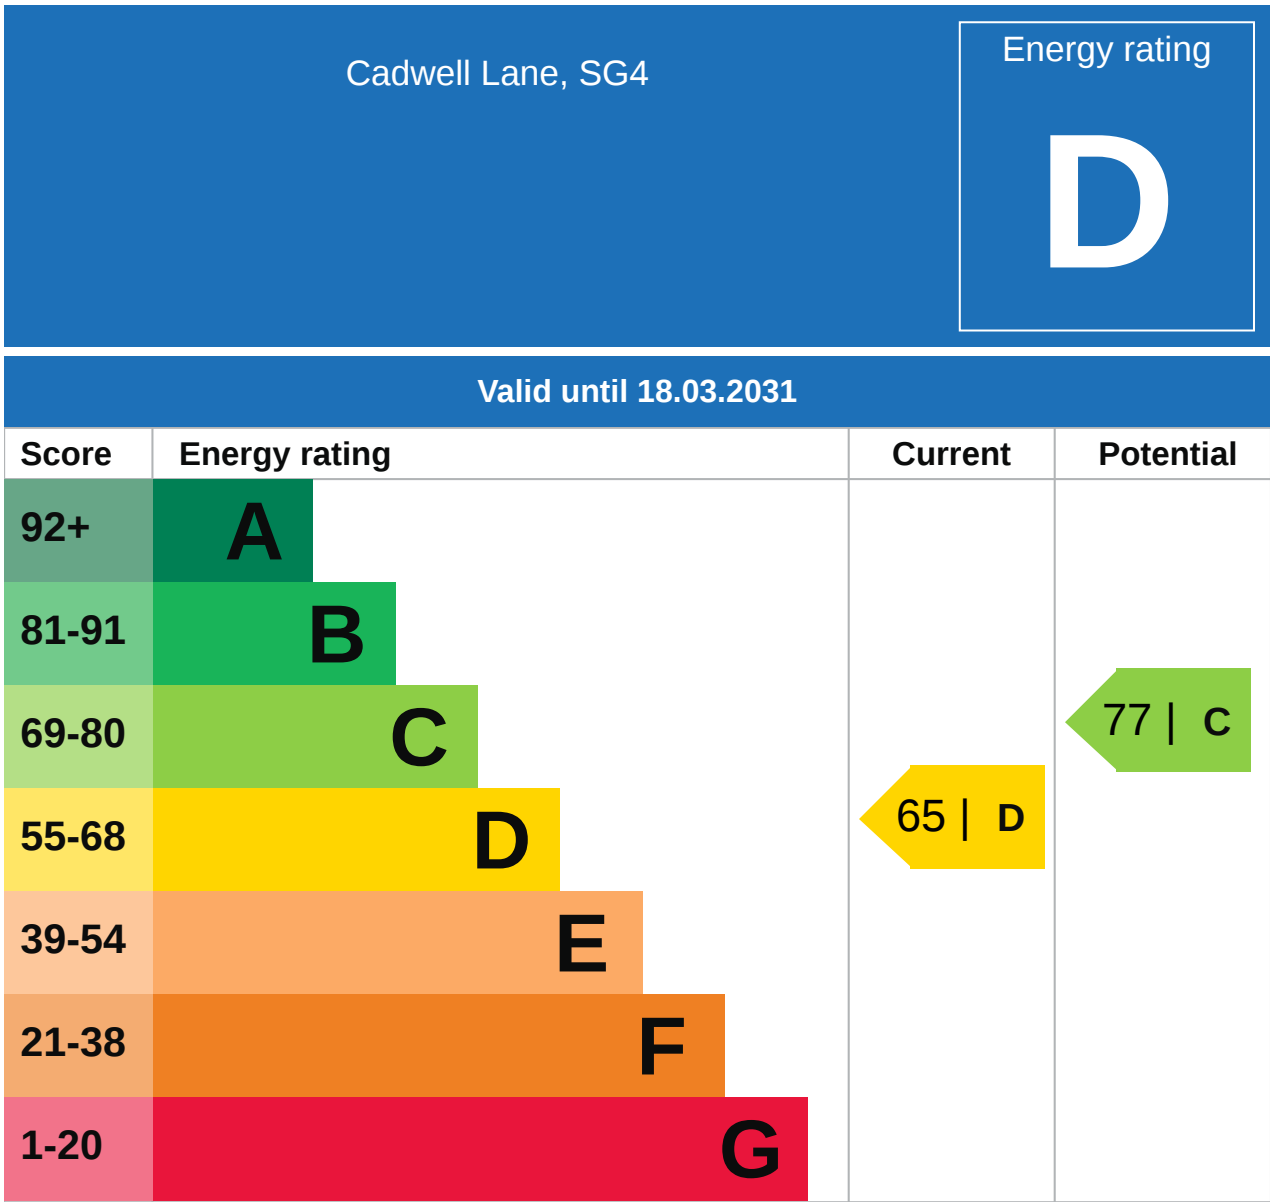 Cadwell Lane, SG4
Energy rating
D
Valid until 18.03.2031
Score Energy rating Current Potential
92+ A
81-91 B
69-80 C 77 | C
55-68 D 65 | D
39-54 E
21-38 F
1-20 G